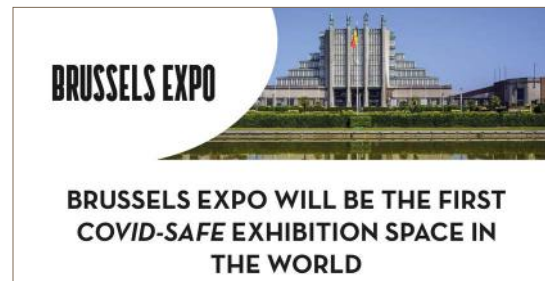 BRUSSELS EXPO
BRUSSELS EXPO WILL BE THE FIRST
COVID-SAFE EXHIBITION SPACE IN
THE WORLD